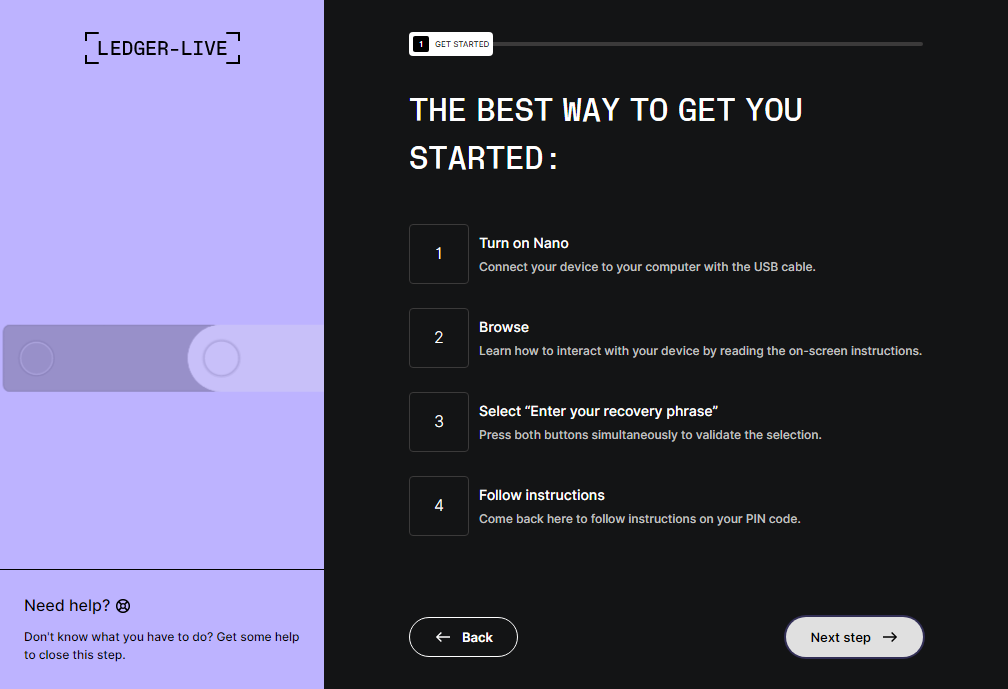 LEDGER-LIVE
1 GET STARTED
THE BEST WAY TO GET YOU
STARTED:
1
Turn on Nano
Connect your device to your computer with the USB cable.
2
Browse
Learn how to interact with your device by reading the on-screen instructions.
3
Select “Enter your recovery phrase”
Press both buttons simultaneously to validate the selection.
4
Follow instructions
Come back here to follow instructions on your PIN code.
Need help?
Don't know what you have to do? Get some help
to close this step.
Back
Next step